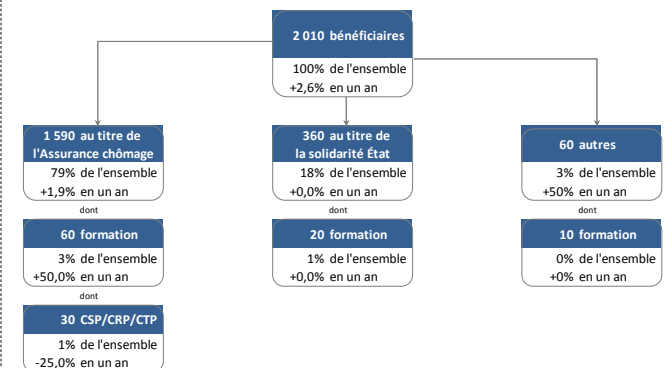 2 010 bénéficiaires
100% de l'ensemble
+2,6% en un an
1 590 au titre de
l'Assurance chômage
79% de l'ensemble
+1,9% en un an
dont
60 formation
3% de l'ensemble
+50,0% en un an
dont
30 CSP/CRP/CTP
1% de l'ensemble
-25,0% en un an
360 au titre de
la solidarité État
18% de l'ensemble
+0,0% en un an
dont
20 formation
1% de l'ensemble
+0,0% en un an
60 autres
3% de l'ensemble
+50% en un an
dont
10 formation
0% de l'ensemble
+0% en un an